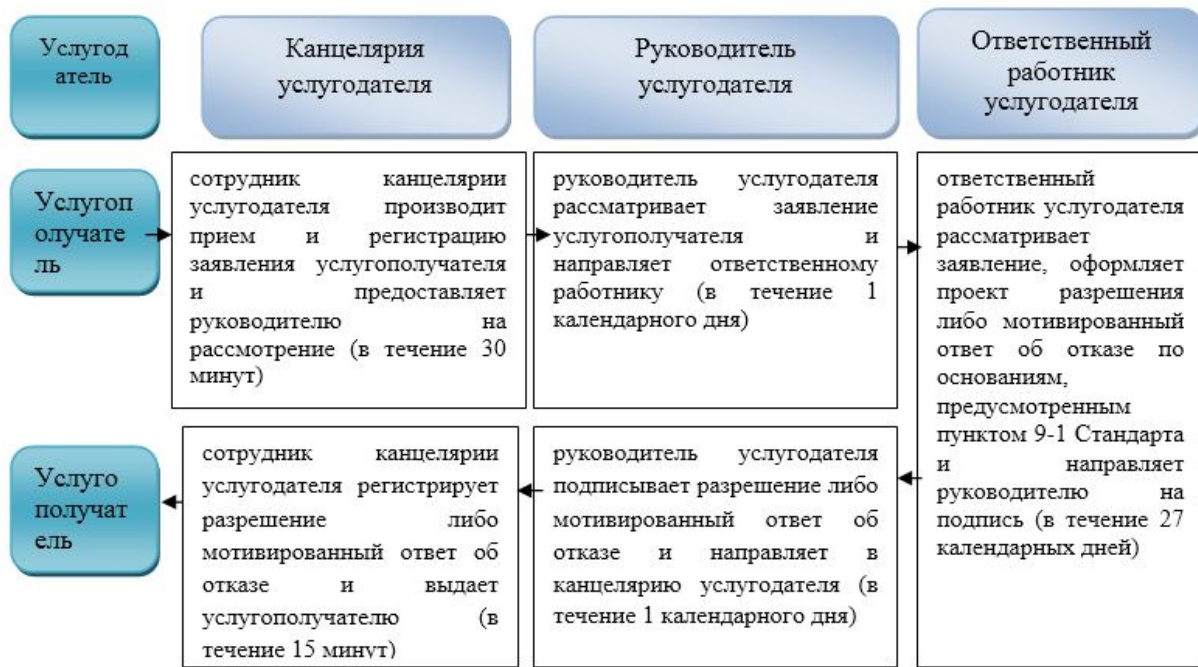 Услугод
атель
Канцелярия
услугодателя
Руководитель
услугодателя
Ответственный
работник
услугодателя
Услугоп
олучате
ль
сотрудник канцелярии
услугодателя производит
прием и регистрацию
заявления услугополучателя
и предоставляет
руководителю на
рассмотрение (в течение 30
минут)
руководитель услугодателя
рассматривает заявление
услугополучателя и
направляет ответственному
работнику (в течение 1
календарного дня)
ответственный
работник услугодателя
рассматривает
заявление, оформляет
проект разрешения
либо мотивированный
ответ об отказе по
основаниям,
предусмотренным
пунктом 9-1 Стандарта
и направляет
руководителю на
подпись (в течение 27
календарных дней)
руководитель услугодателя
подписывает разрешение либо
мотивированный ответ об
отказе и направляет в
канцелярию услугодателя (в
течение 1 календарного дня)
сотрудник канцелярии
услугодателя регистрирует
разрешение либо
мотивированный ответ об
отказе и выдает
услугополучателю (в
течение 15 минут)
Услуго
получат
ель